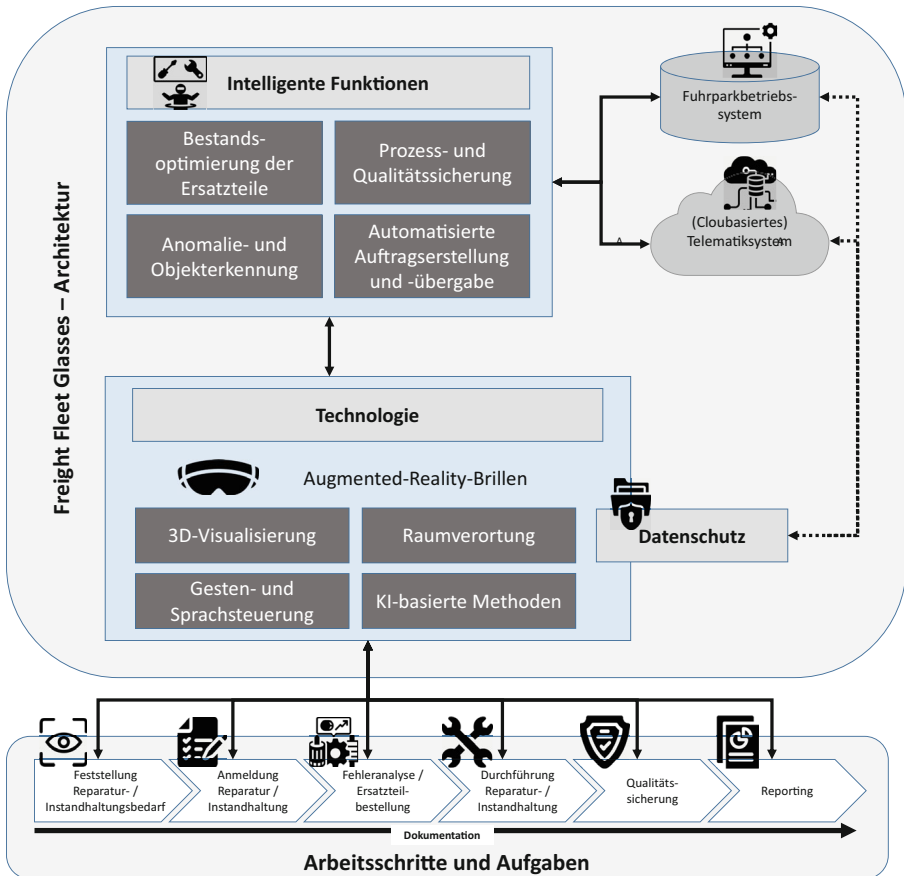 Freight Fleet Glasses – Architektur
Intelligente Funktionen
Bestands-
optimierung der
Ersatzteile
Prozess- und
Qualitätssicherung
Anomalie- und
Objekterkennung
Automatisierte
Auftragserstellung
und -übergabe
Fuhrparkbetriebs-
system
(Cloubasiertes)
Telematiksystem
Technologie
Augmented-Reality-Brillen
3D-Visualisierung
Raumverortung
Gesten- und
Sprachsteuerung
KI-basierte Methoden
Datenschutz
Feststellung
Reparatur- /
Instandhaltungsbedarf
Anmeldung
Reparatur /
Instandhaltung
Fehleranalyse /
Ersatzteil-
bestellung
Durchführung
Reparatur- /
Instandhaltung
Qualitäts-
sicherung
Reporting
Dokumentation
Arbeitsschritte und Aufgaben